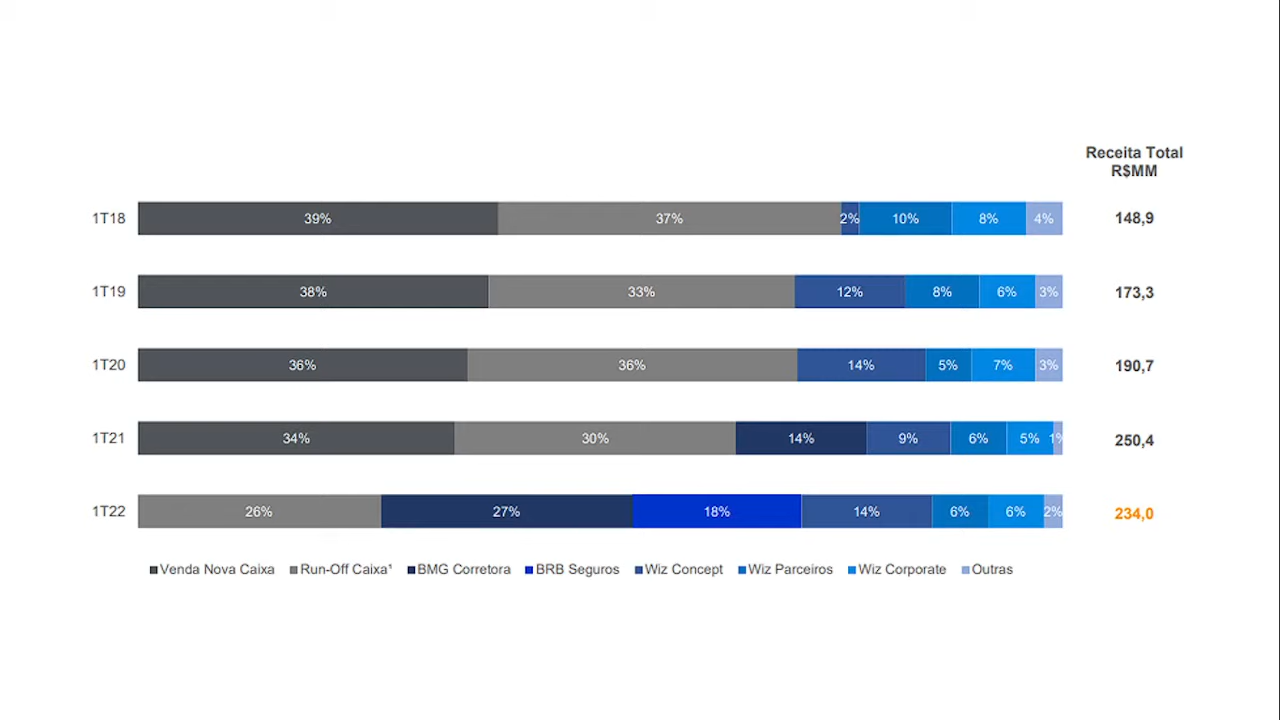 Receita Total
R$MM
1T18 39% 37% 2% 10% 8% 4% 148,9
1T19 38% 33% 12% 8% 6% 3% 173,3
1T20 36% 36% 14% 5% 7% 3% 190,7
1T21 34% 30% 14% 9% 6% 5% 1% 250,4
1T22 26% 27% 18% 14% 6% 6% 2% 234,0
Venda Nova Caixa Run-Off Caixa¹ BMG Corretora BRB Seguros Wiz Concept Wiz Parceiros Wiz Corporate Outras